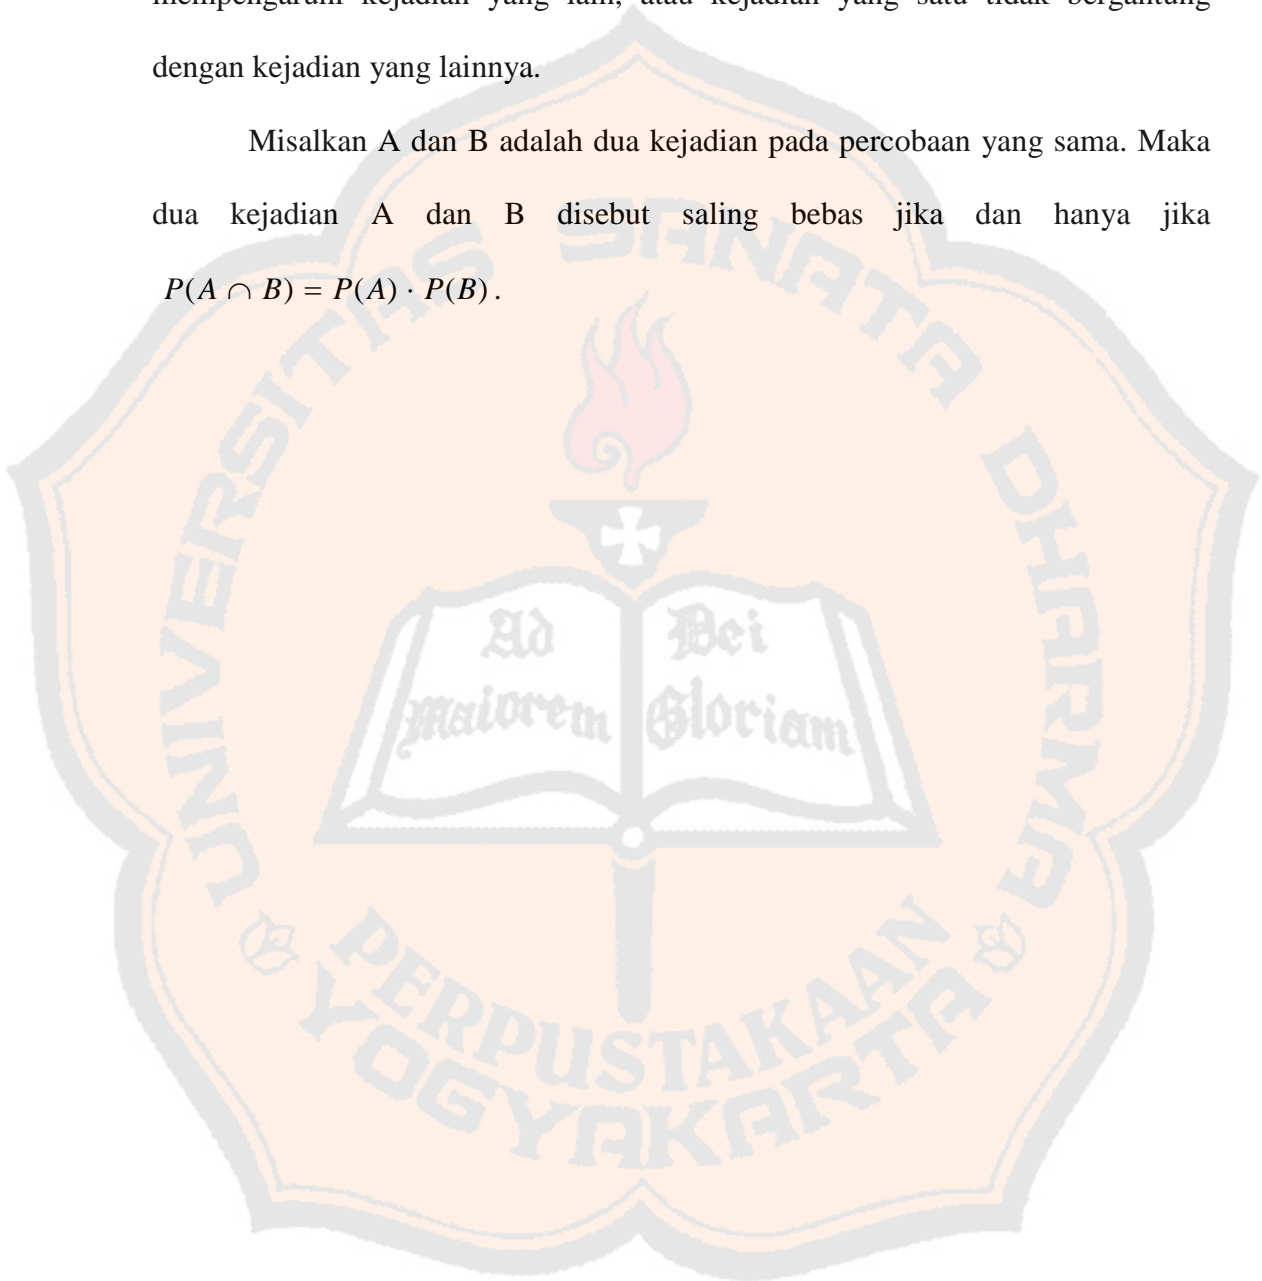 mempengaruhi kejadian yang lain, atau kejadian yang satu tidak bergantung
dengan kejadian yang lainnya.
Misalkan A dan B adalah dua kejadian pada percobaan yang sama. Maka
dua kejadian A dan B disebut saling bebas jika dan hanya jika
P(A ∩ B) = P(A) · P(B).
UNIVERSITAS SANATA DHARMA
Ad Dei
Maiorem Gloriam
PERPUSTAKAAN
YOGYAKARTA